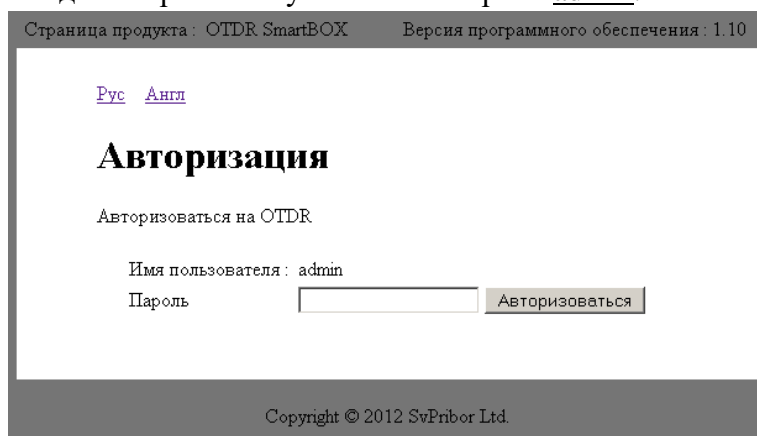 Страница продукта : OTDR SmartBOX Версия программного обеспечения : 1.10
Рус Англ
Авторизация
Авторизоваться на OTDR
Имя пользователя : admin
Пароль Авторизоваться
Copyright © 2012 SvPribor Ltd.